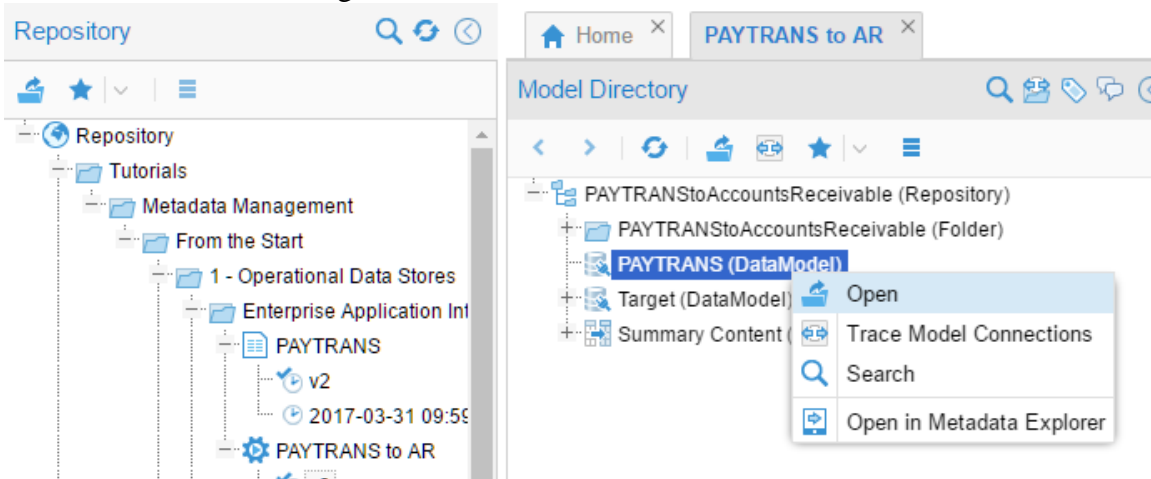 Repository
Repository
Tutorials
Metadata Management
From the Start
1 - Operational Data Stores
Enterprise Application Int
PAYTRANS
v2
2017-03-31 09:59
PAYTRANS to AR
Home
PAYTRANS to AR
Model Directory
PAYTRANStoAccountsReceivable (Repository)
PAYTRANStoAccountsReceivable (Folder)
PAYTRANS (DataModel)
Target (DataModel)
Summary Content (
Open
Trace Model Connections
Search
Open in Metadata Explorer